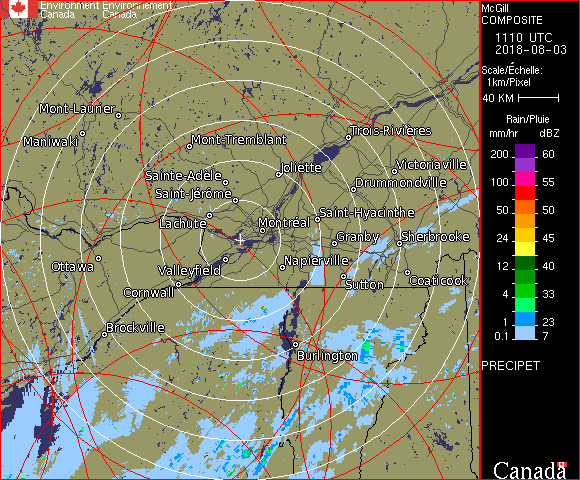 Environment Environnement
Canada Canada
Mont-Laurier
Maniwaki
Mont-Tremblant
Trois-Rivières
Sainte-Adèle
Joliette
Victoriaville
Saint-Jérôme
Drummondville
Lachute
Montréal
Saint-Hyacinthe
Granby
Sherbrooke
Ottawa
Valleyfield
Napierville
Cornwall
Sutton
Coaticook
Brockville
Burlington
McGill
COMPOSITE
1110 UTC
2018-08-03
Scale/Échelle:
1km/Pixel
40 KM
Rain/Pluie
mm/hr dBZ
200 60
155
100 55
50 50
24 45
12 40
4 33
1 23
0.1 7
PRECIPET
Canada